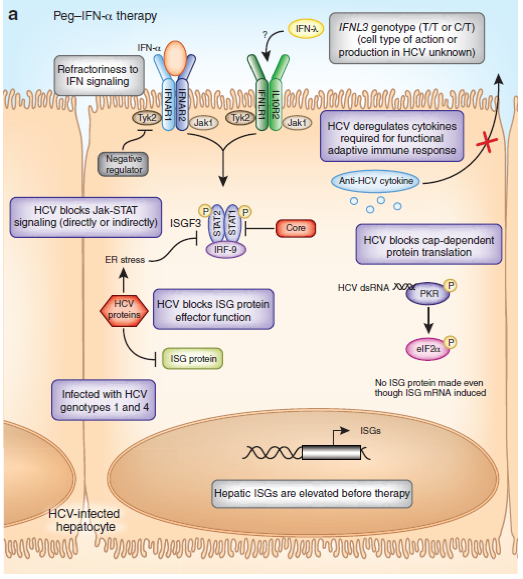 a
Peg–IFN-α therapy
IFN-λ
?
IFNL3 genotype (T/T or C/T)
(cell type of action or
production in HCV unknown)
IFN-α
Refractoriness to
IFN signaling
IFNAR1
IFNAR2
IFNLR1
IL10R2
Tyk2
Jak1
Tyk2
Jak1
HCV deregulates cytokines
required for functional
adaptive immune response
Negative
regulator
Anti-HCV cytokine
HCV blocks Jak-STAT
signaling (directly or indirectly)
ISGF3
P
STAT2
STAT1
P
IRF-9
Core
HCV blocks cap-dependent
protein translation
ER stress
HCV dsRNA
PKR
P
HCV
proteins
HCV blocks ISG protein
effector function
eIF2α
P
ISG protein
No ISG protein made even
though ISG mRNA induced
Infected with HCV
genotypes 1 and 4
ISGs
Hepatic ISGs are elevated before therapy
HCV-infected
hepatocyte